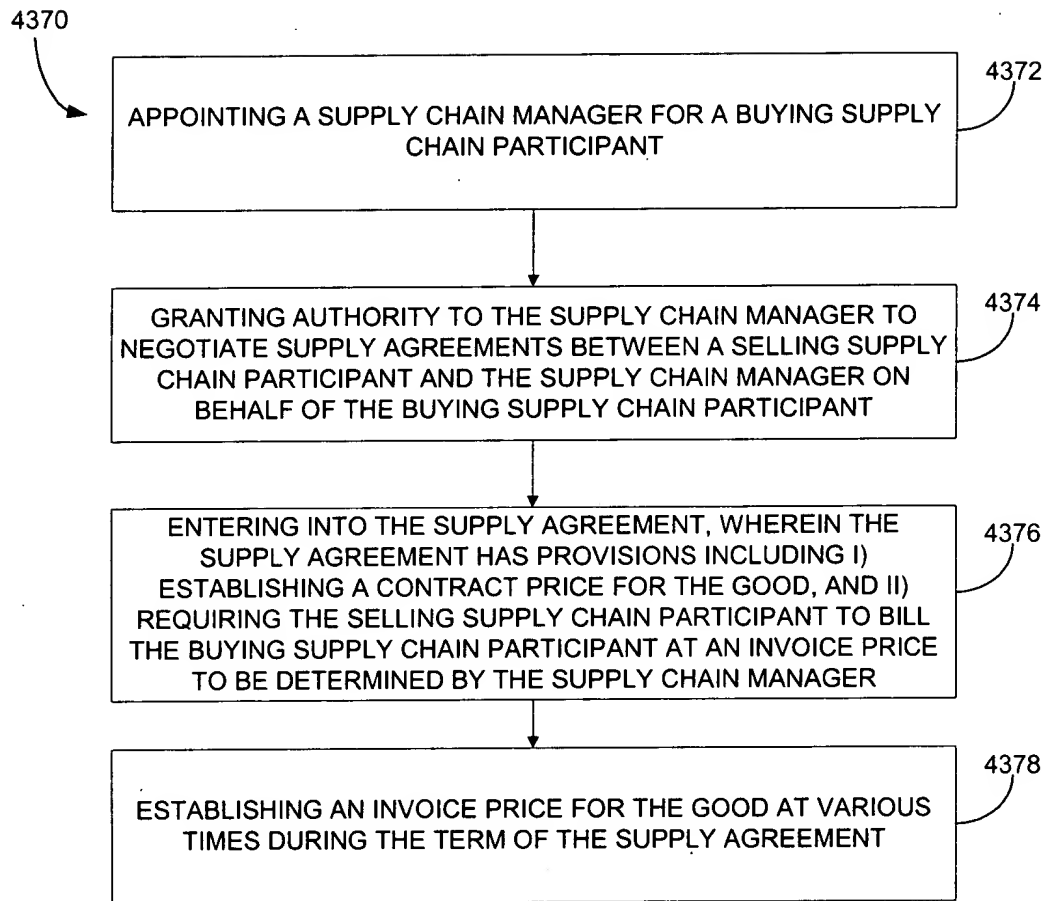 4370
4372
APPOINTING A SUPPLY CHAIN MANAGER FOR A BUYING SUPPLY
CHAIN PARTICIPANT
4374
GRANTING AUTHORITY TO THE SUPPLY CHAIN MANAGER TO
NEGOTIATE SUPPLY AGREEMENTS BETWEEN A SELLING SUPPLY
CHAIN PARTICIPANT AND THE SUPPLY CHAIN MANAGER ON
BEHALF OF THE BUYING SUPPLY CHAIN PARTICIPANT
4376
ENTERING INTO THE SUPPLY AGREEMENT, WHEREIN THE
SUPPLY AGREEMENT HAS PROVISIONS INCLUDING I)
ESTABLISHING A CONTRACT PRICE FOR THE GOOD, AND II)
REQUIRING THE SELLING SUPPLY CHAIN PARTICIPANT TO BILL
THE BUYING SUPPLY CHAIN PARTICIPANT AT AN INVOICE PRICE
TO BE DETERMINED BY THE SUPPLY CHAIN MANAGER
4378
ESTABLISHING AN INVOICE PRICE FOR THE GOOD AT VARIOUS
TIMES DURING THE TERM OF THE SUPPLY AGREEMENT